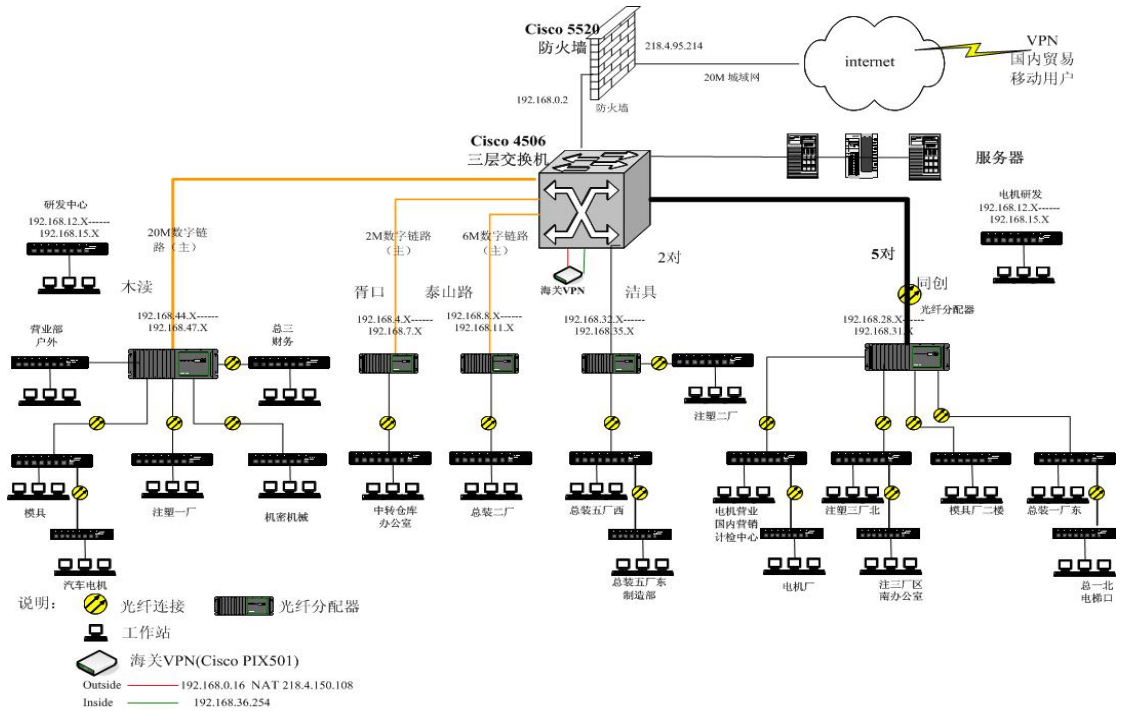 Cisco 5520
防火墙
218.4.95.214
internet
VPN
国内贸易
移动用户
20M 城域网
192.168.0.2
防火墙
Cisco 4506
三层交换机
服务器
研发中心
192.168.12.X------
192.168.15.X
20M数字链
路（主）
2M数字链路
（主）
6M数字链路
（主）
海关VPN
2对
5对
电机研发
192.168.12.X------
192.168.15.X
木渎
胥口
泰山路
洁具
同创
光纤分配器
192.168.44.X------
192.168.47.X
192.168.4.X------
192.168.7.X
192.168.8.X------
192.168.11.X
192.168.32.X------
192.168.35.X
192.168.28.X------
192.168.31.X
营业部
户外
总三
财务
注塑二厂
模具
注塑一厂
机密机械
中转仓库
办公室
总装二厂
总装五厂西
电机营业
国内营销
计检中心
注塑三厂北
模具厂二楼
总装一厂东
汽车电机
总装五厂东
制造部
电机厂
注三厂区
南办公室
总一北
电梯口
说明：
光纤连接
光纤分配器
工作站
海关VPN(Cisco PIX501)
Outside 192.168.0.16 NAT 218.4.150.108
Inside 192.168.36.254